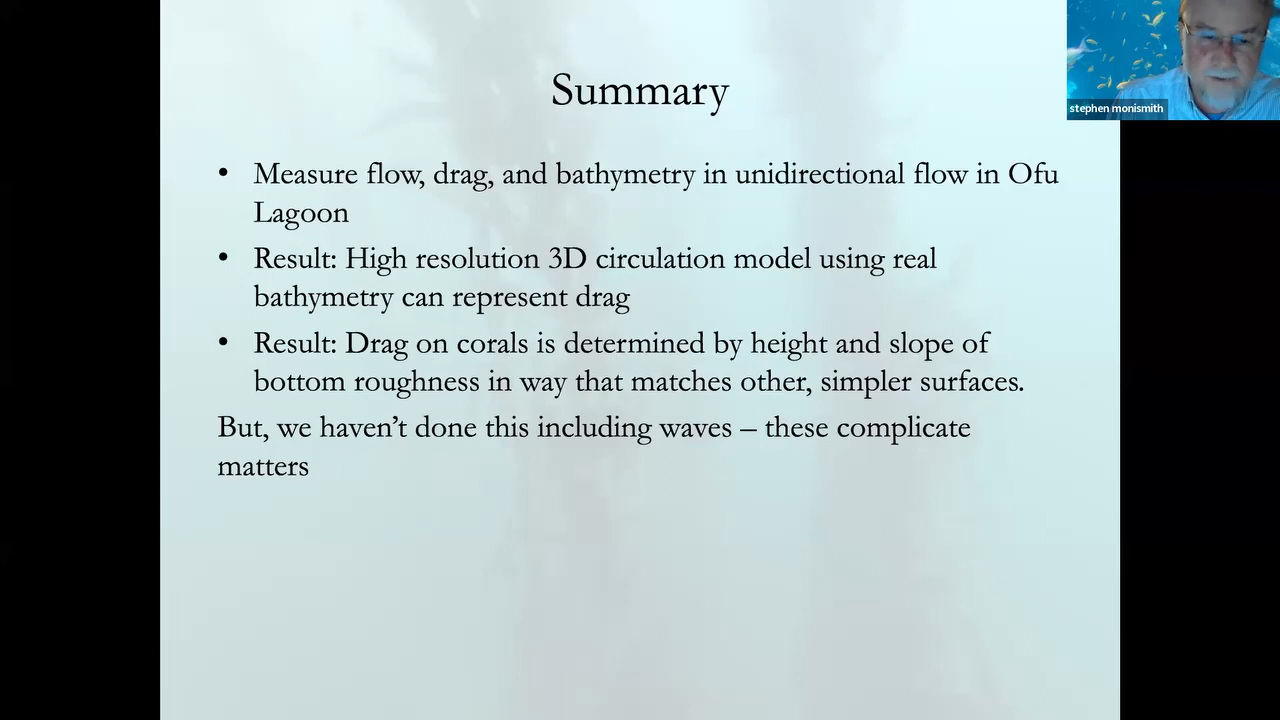 Summary
stephen monismith
• Measure flow, drag, and bathymetry in unidirectional flow in Ofu
Lagoon
• Result: High resolution 3D circulation model using real
bathymetry can represent drag
• Result: Drag on corals is determined by height and slope of
bottom roughness in way that matches other, simpler surfaces.
But, we haven’t done this including waves – these complicate
matters